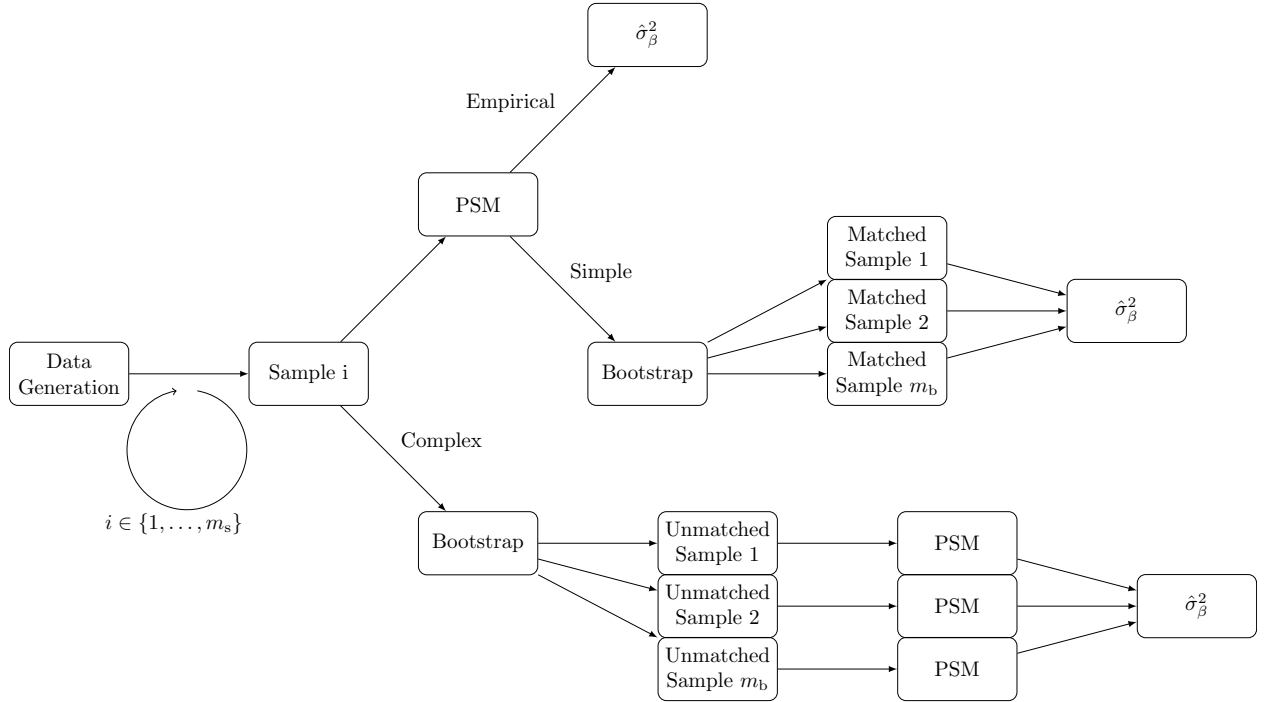 σ̂²_β
Empirical
PSM
Simple
Matched
Sample 1
Matched
Sample 2
Matched
Sample m_b
σ̂²_β
Bootstrap
Data
Generation
Sample i
i ∈ {1, . . . , m_s}
Complex
Bootstrap
Unmatched
Sample 1
PSM
Unmatched
Sample 2
PSM
Unmatched
Sample m_b
PSM
σ̂²_β